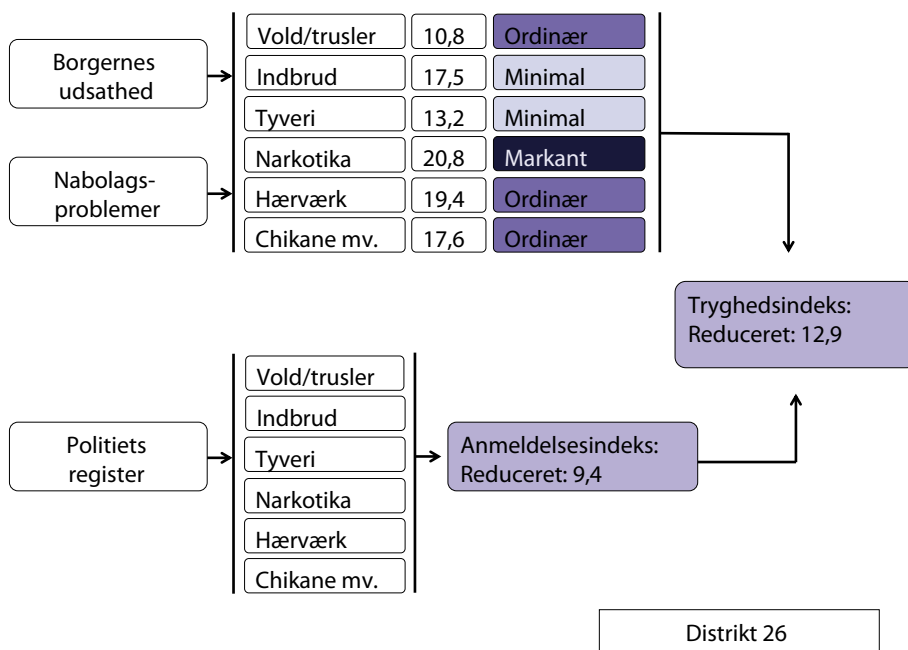 Borgernes
udsathed
Nabolags-
problemer
Vold/trusler 10,8 Ordinær
Indbrud 17,5 Minimal
Tyveri 13,2 Minimal
Narkotika 20,8 Markant
Hærværk 19,4 Ordinær
Chikane mv. 17,6 Ordinær
Tryghedsindeks:
Reduceret: 12,9
Politiets
register
Vold/trusler
Indbrud
Tyveri
Narkotika
Hærværk
Chikane mv.
Anmeldelsesindeks:
Reduceret: 9,4
Distrikt 26